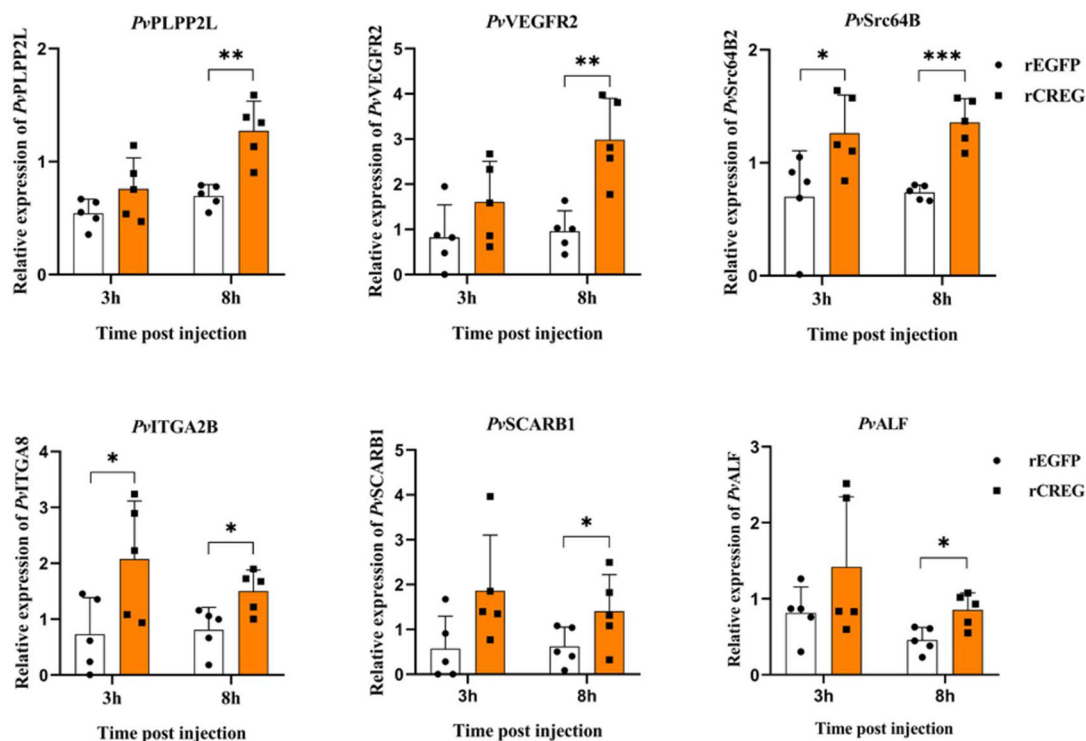 PvPLPP2L
Relative expression of PvPLPP2L
2
1
0
**
3h
8h
Time post injection
PvVEGFR2
Relative expression of PvVEGFR2
5
4
3
2
1
0
**
3h
8h
Time post injection
PvSrc64B
Relative expression of PvSrc64B2
2
1
0
*
***
3h
8h
Time post injection
rEGFP
rCREG
PvITGA2B
Relative expression of PvITGA8
4
3
2
1
0
*
*
3h
8h
Time post injection
PvSCARB1
Relative expression of PvSCARB1
5
4
3
2
1
0
*
3h
8h
Time post injection
PvALF
Relative expression of PvALF
3
2
1
0
*
3h
8h
Time post injection
rEGFP
rCREG